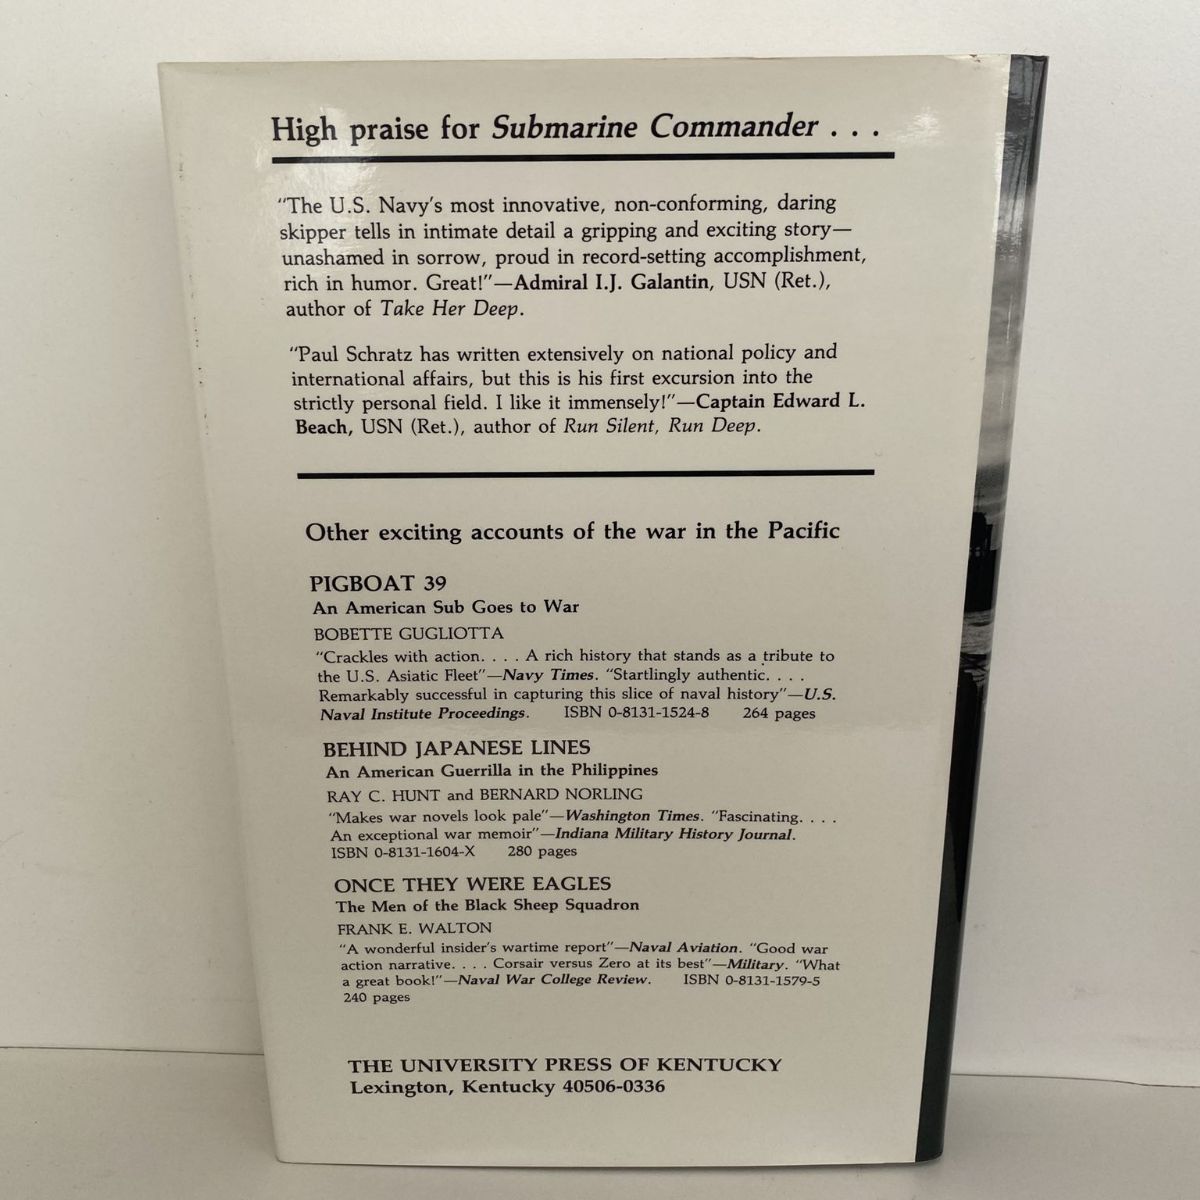 High praise for Submarine Commander . . .
"The U.S. Navy's most innovative, non-conforming, daring
skipper tells in intimate detail a gripping and exciting story—
unashamed in sorrow, proud in record-setting accomplishment,
rich in humor. Great!"—Admiral I.J. Galantin, USN (Ret.),
author of Take Her Deep.
"Paul Schratz has written extensively on national policy and
international affairs, but this is his first excursion into the
strictly personal field. I like it immensely!"—Captain Edward L.
Beach, USN (Ret.), author of Run Silent, Run Deep.
Other exciting accounts of the war in the Pacific
PIGBOAT 39
An American Sub Goes to War
BOBETTE GUGLIOTTA
"Crackles with action. . . . A rich history that stands as a tribute to
the U.S. Asiatic Fleet"—Navy Times. "Startlingly authentic. . . .
Remarkably successful in capturing this slice of naval history"—U.S.
Naval Institute Proceedings. ISBN 0-8131-1524-8 264 pages
BEHIND JAPANESE LINES
An American Guerrilla in the Philippines
RAY C. HUNT and BERNARD NORLING
"Makes war novels look pale"—Washington Times. "Fascinating. . . .
An exceptional war memoir"—Indiana Military History Journal.
ISBN 0-8131-1604-X 280 pages
ONCE THEY WERE EAGLES
The Men of the Black Sheep Squadron
FRANK E. WALTON
"A wonderful insider's wartime report"—Naval Aviation. "Good war
action narrative. . . . Corsair versus Zero at its best"—Military. "What
a great book!"—Naval War College Review. ISBN 0-8131-1579-5
240 pages
THE UNIVERSITY PRESS OF KENTUCKY
Lexington, Kentucky 40506-0336